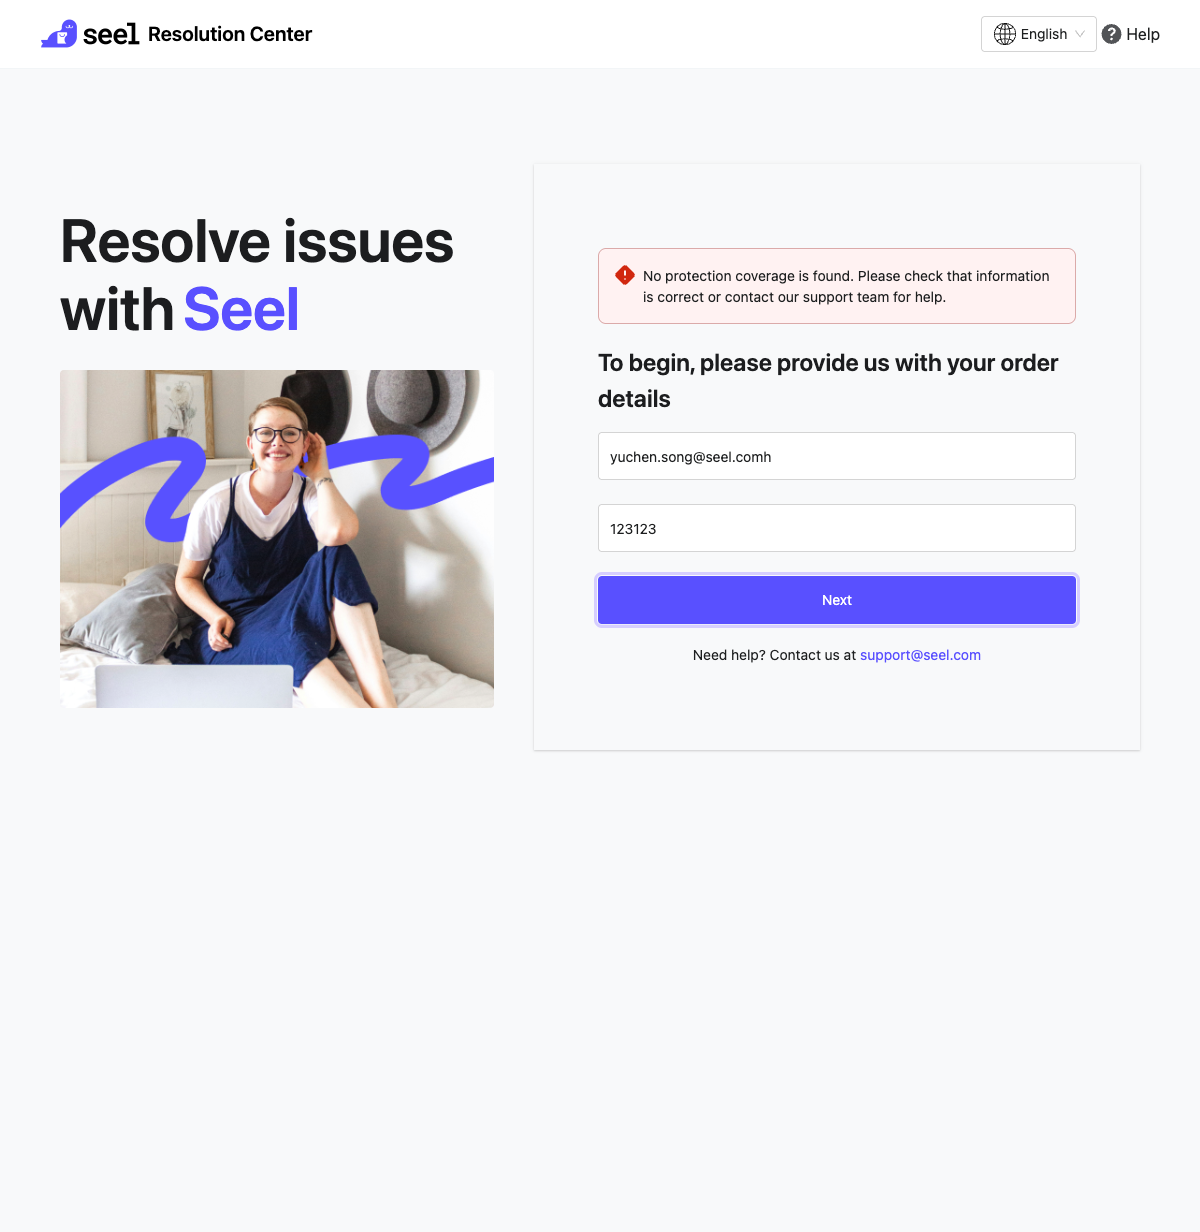 seel Resolution Center
English
Help
Resolve issues
with Seel
No protection coverage is found. Please check that information
is correct or contact our support team for help.
To begin, please provide us with your order
details
yuchen.song@seel.comh
123123
Next
Need help? Contact us at support@seel.com